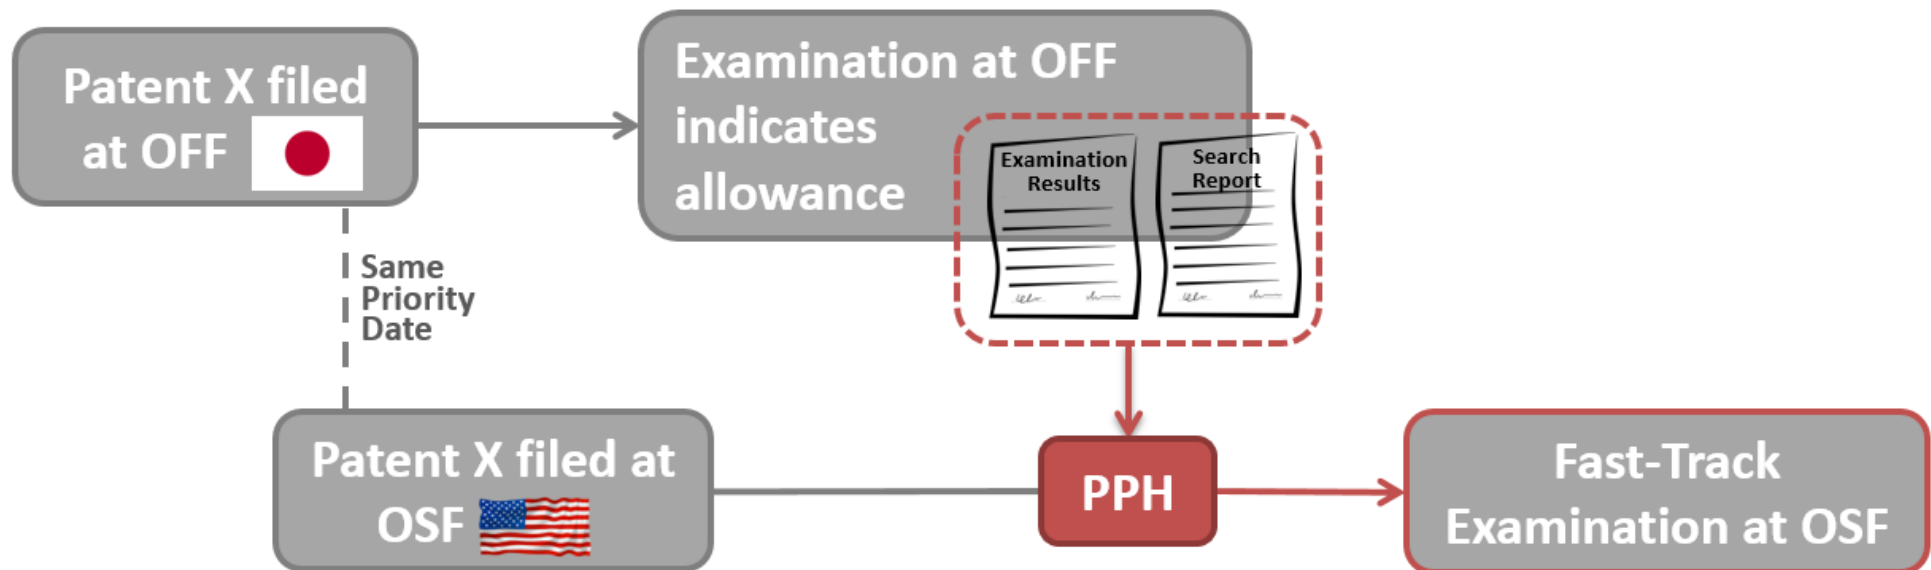 Patent X filed
at OFF
Examination at OFF
indicates
allowance
Examination
Results
Search
Report
Same
Priority
Date
Patent X filed at
OSF
PPH
Fast-Track
Examination at OSF